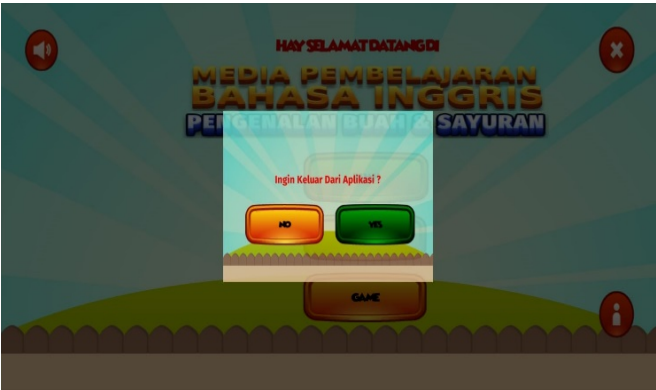 HAY SELAMAT DATANG DI
MEDIA PEMBELAJARAN
BAHASA INGGRIS
PENGENALAN BUAH & SAYURAN
Ingin Keluar Dari Aplikasi ?
NO
YES
GAME